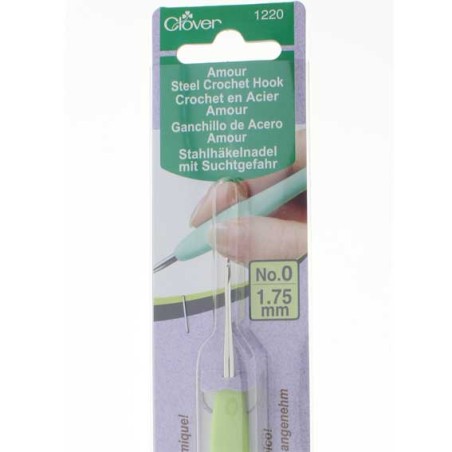 Clover
1220
Amour
Steel Crochet Hook
Crochet en Acier
Amour
Ganchillo de Acero
Amour
Stahlhäkelnadel
mit Suchtgefahr
No.0
1.75
mm
angenehm